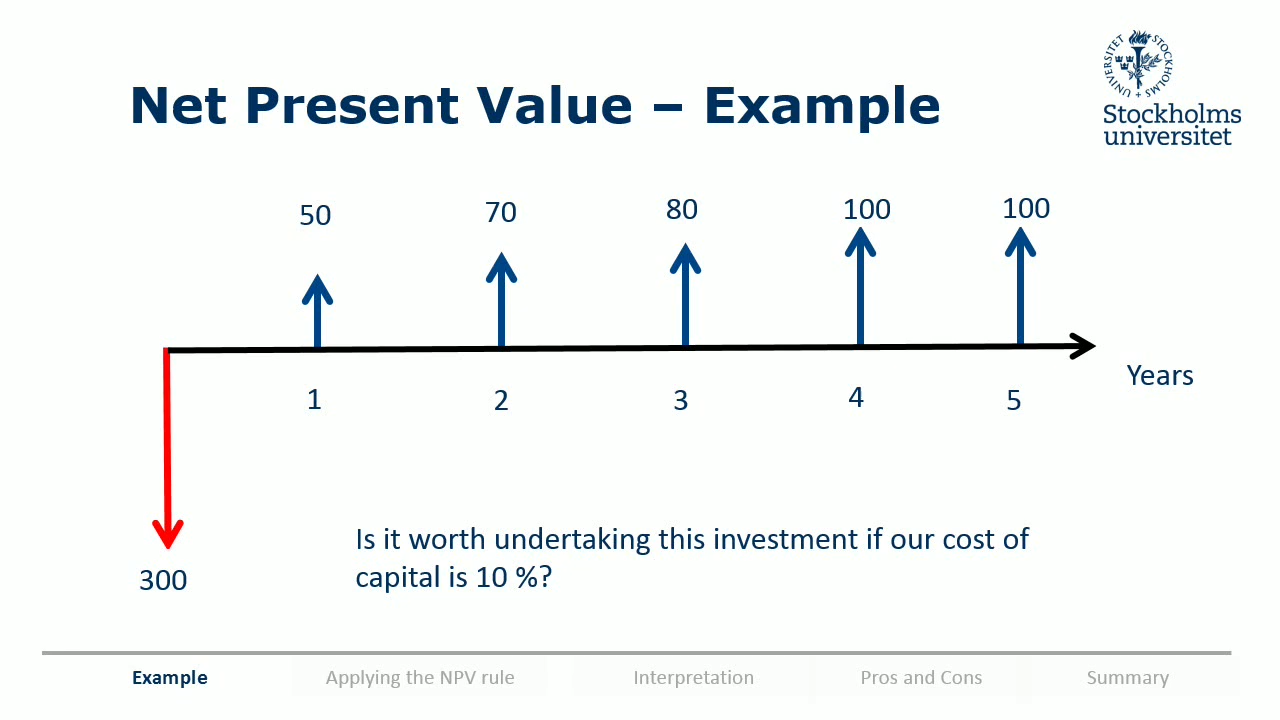 Net Present Value – Example
STOCKHOLMS UNIVERSITET
Stockholms
universitet
50 70 80 100 100
1 2 3 4 5
Years
300
Is it worth undertaking this investment if our cost of
capital is 10 %?
Example Applying the NPV rule Interpretation Pros and Cons Summary